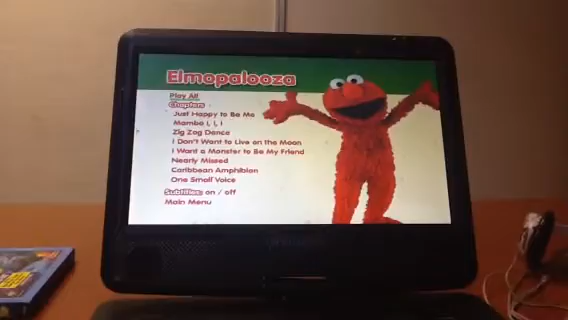 Elmopalooza
Play All
Chapters
Just Happy to Be Me
Mambo I, I, I
Zig Zag Dance
I Don't Want to Live on the Moon
I Want a Monster to Be My Friend
Nearly Missed
Caribbean Amphibian
One Small Voice
Subtitles: on / off
Main Menu